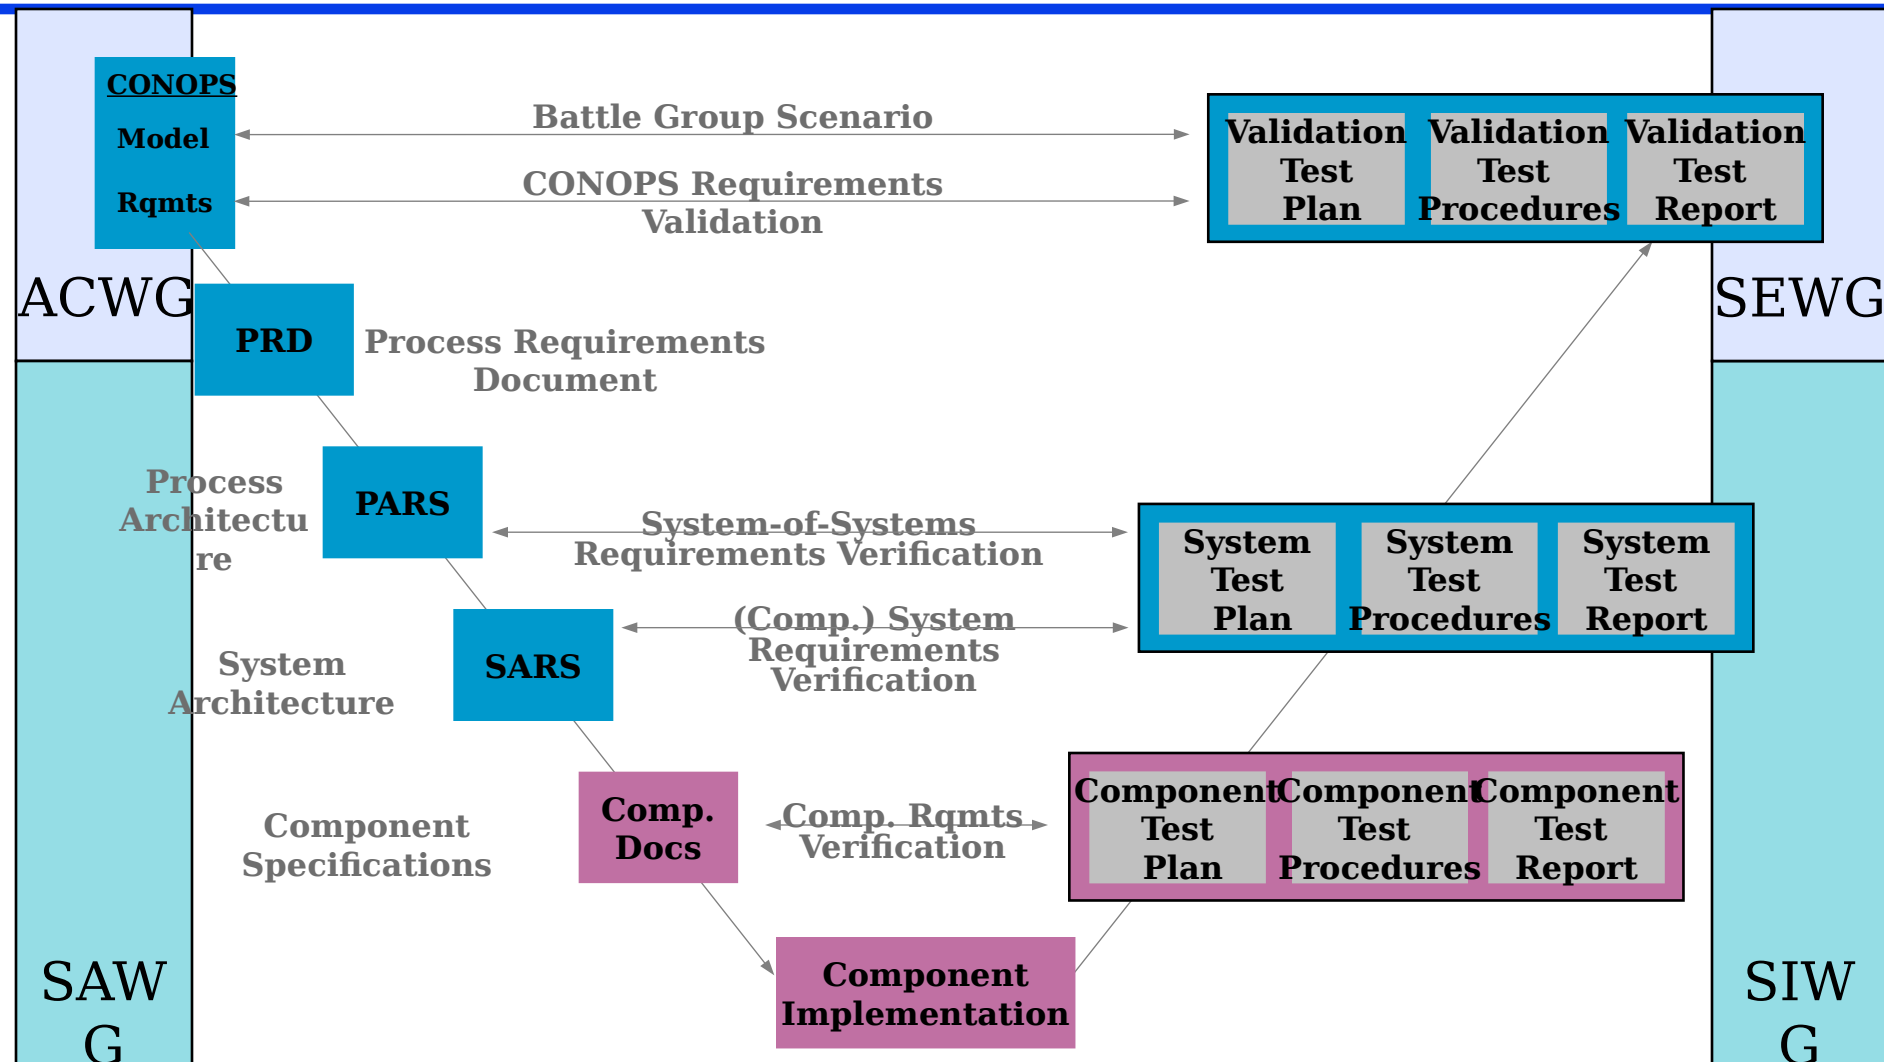 CONOPS
Model
Rqmts
Battle Group Scenario
CONOPS Requirements
Validation
Validation
Test
Plan
Validation
Test
Procedures
Validation
Test
Report
ACWG
SEWG
PRD
Process Requirements
Document
Process
Architectu
re
PARS
System-of-Systems
Requirements Verification
System
Test
Plan
System
Test
Procedures
System
Test
Report
(Comp.) System
Requirements
Verification
System
Architecture
SARS
Component
Specifications
Comp.
Docs
Comp. Rqmts
Verification
Component
Test
Plan
Component
Test
Procedures
Component
Test
Report
SAW
G
Component
Implementation
SIW
G